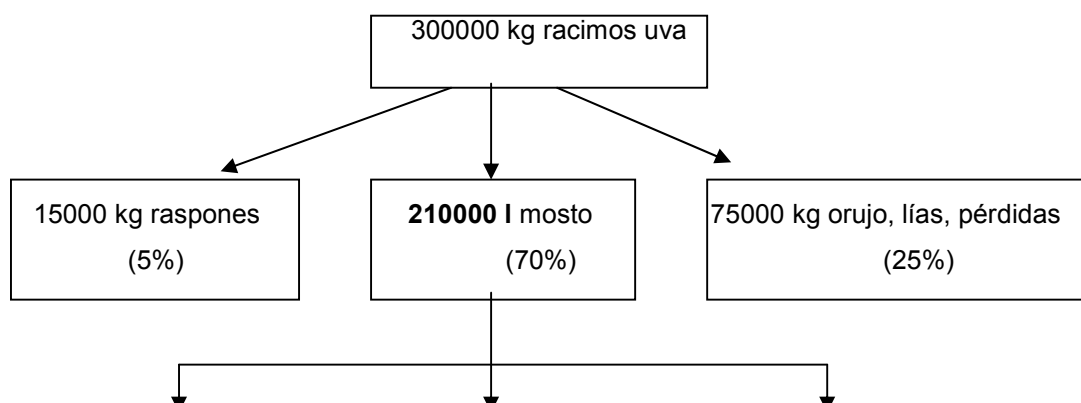 300000 kg racimos uva
15000 kg raspones
(5%)
210000 l mosto
(70%)
75000 kg orujo, lías, pérdidas
(25%)